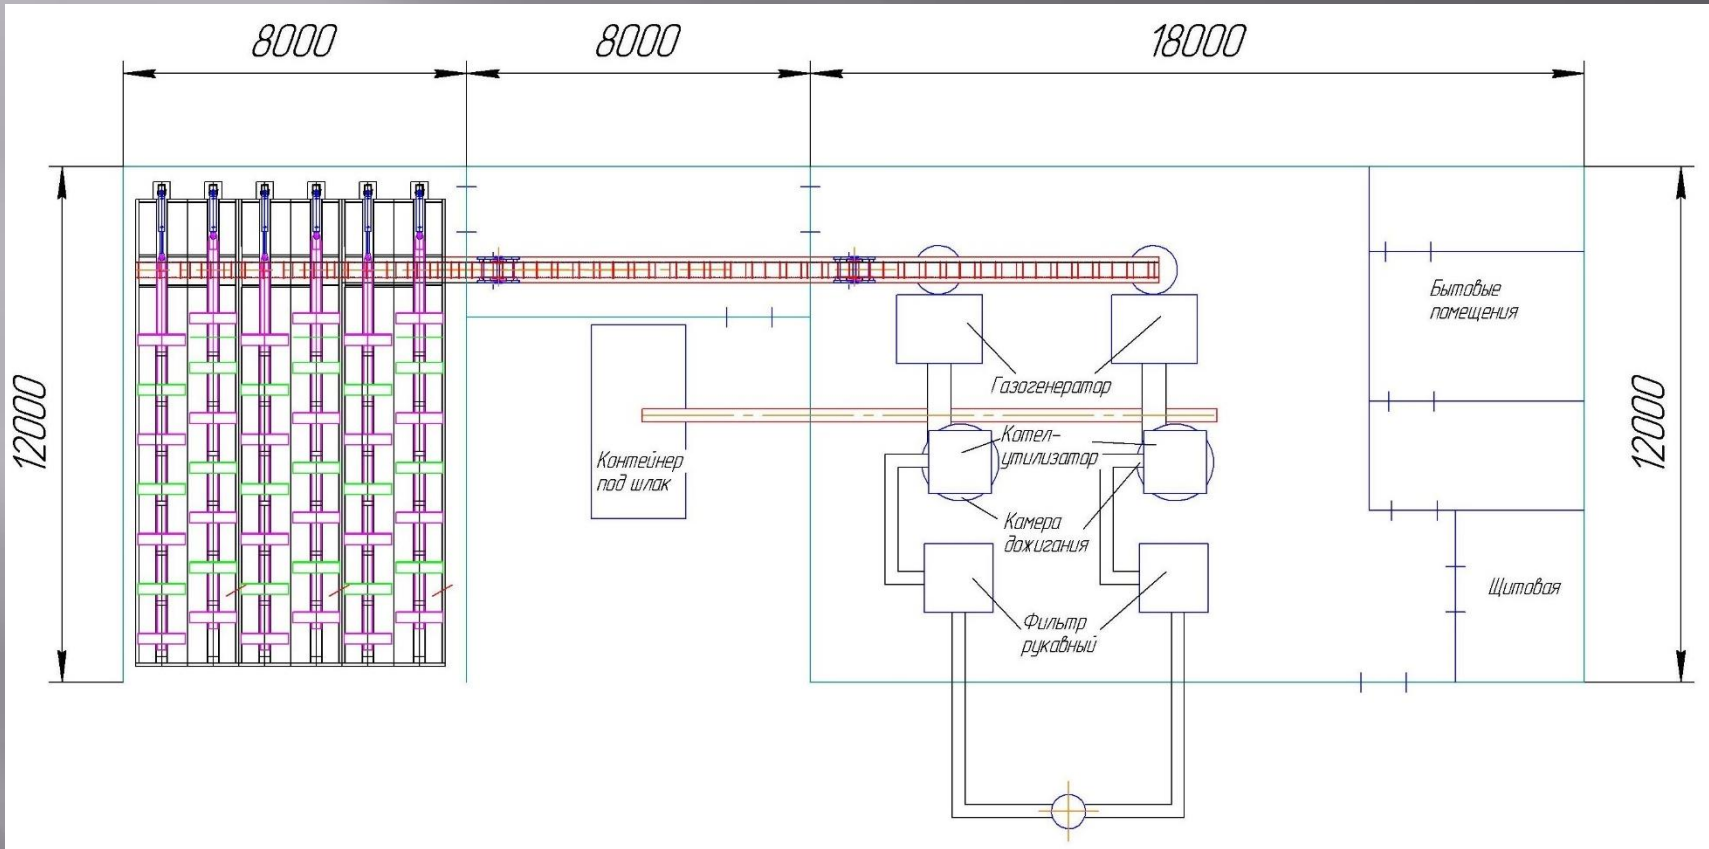 8000
8000
18000
12000
12000
Бытовые
помещения
Газогенератор
Котел-
утилизатор
Контейнер
под шлак
Камера
дожигания
Щитовая
Фильтр
рукавный